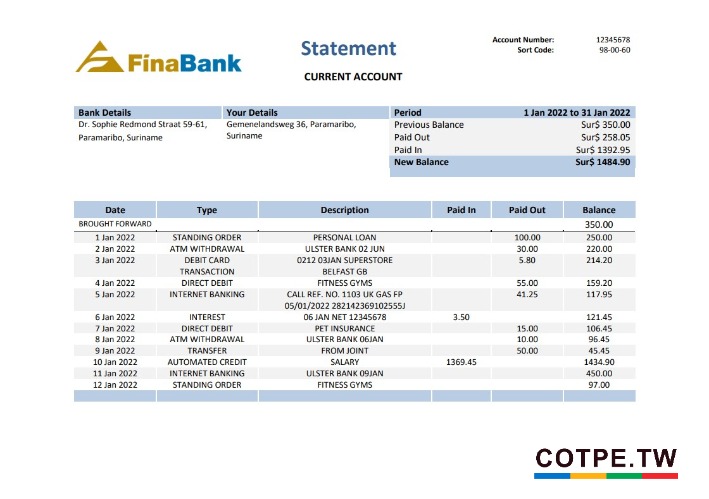 FinaBank
Statement
CURRENT ACCOUNT
Account Number: 12345678
Sort Code: 98-00-60
Bank Details Your Details Period 1 Jan 2022 to 31 Jan 2022
Dr. Sophie Redmond Straat 59-61, Gemenelandsweg 36, Paramaribo, Previous Balance Sur$ 350.00
Paramaribo, Suriname Suriname Paid Out Sur$ 258.05
Paid In Sur$ 1392.95
New Balance Sur$ 1484.90
Date Type Description Paid In Paid Out Balance
BROUGHT FORWARD 350.00
1 Jan 2022 STANDING ORDER PERSONAL LOAN 100.00 250.00
2 Jan 2022 ATM WITHDRAWAL ULSTER BANK 02 JUN 30.00 220.00
3 Jan 2022 DEBIT CARD 0212 03JAN SUPERSTORE 5.80 214.20
TRANSACTION BELFAST GB
4 Jan 2022 DIRECT DEBIT FITNESS GYMS 55.00 159.20
5 Jan 2022 INTERNET BANKING CALL REF. NO. 1103 UK GAS FP 41.25 117.95
05/01/2022 282142369102555J
6 Jan 2022 INTEREST 06 JAN NET 12345678 3.50 121.45
7 Jan 2022 DIRECT DEBIT PET INSURANCE 15.00 106.45
8 Jan 2022 ATM WITHDRAWAL ULSTER BANK 06JAN 10.00 96.45
9 Jan 2022 TRANSFER FROM JOINT 50.00 45.45
10 Jan 2022 AUTOMATED CREDIT SALARY 1369.45 1434.90
11 Jan 2022 INTERNET BANKING ULSTER BANK 09JAN 450.00
12 Jan 2022 STANDING ORDER FITNESS GYMS 97.00
COTPE.TW